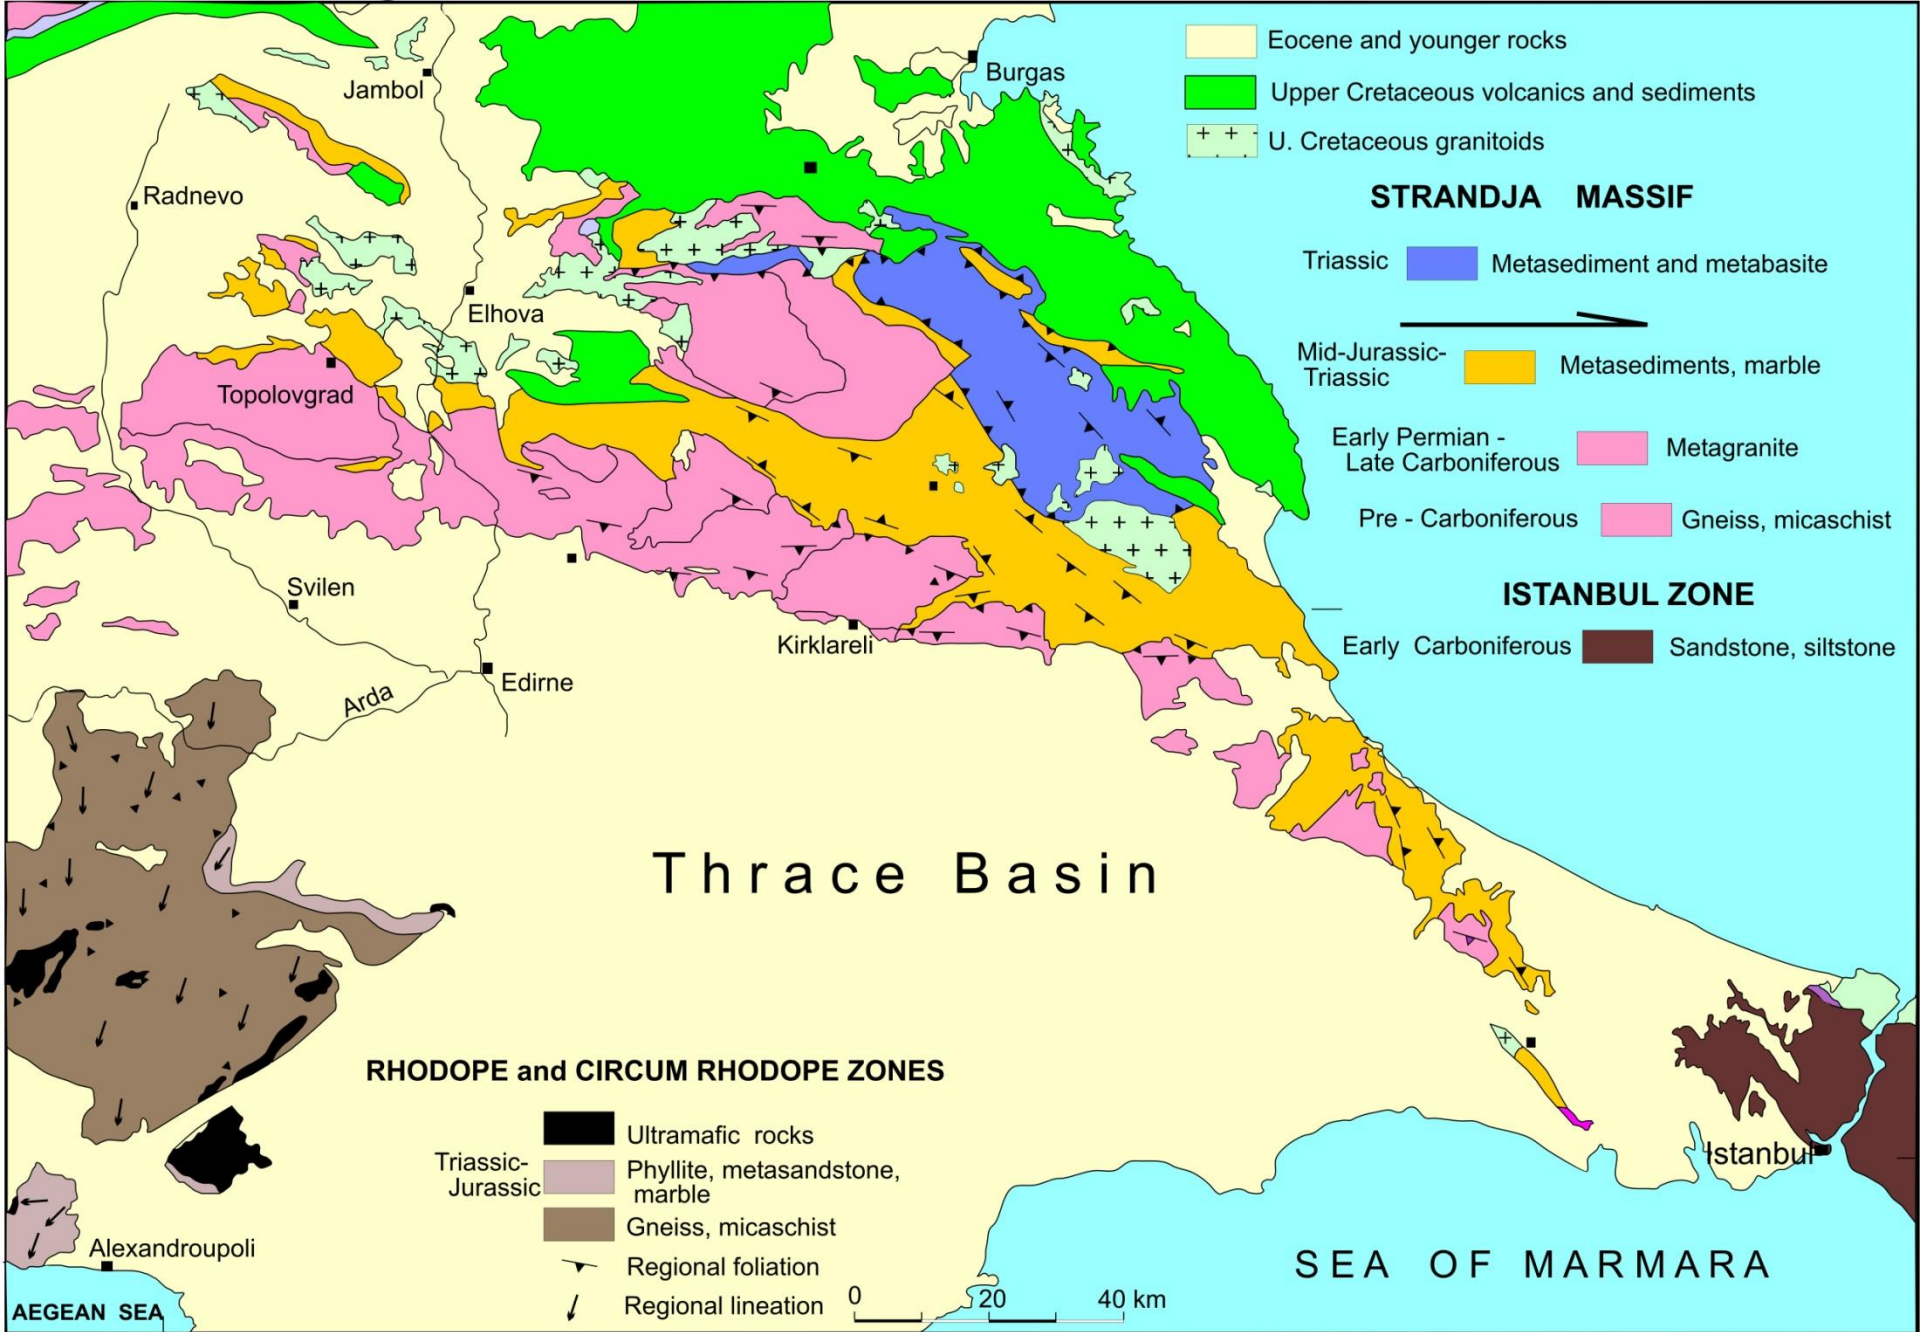 Jambol
Burgas
Radnevo
Elhova
Topolovgrad
Svilen
Edirne
Arda
Kirklareli
Thrace Basin
Istanbul
Alexandroupoli
AEGEAN SEA
SEA OF MARMARA
Eocene and younger rocks
Upper Cretaceous volcanics and sediments
U. Cretaceous granitoids
STRANDJA MASSIF
Triassic Metasediment and metabasite
Mid-Jurassic-
Triassic
Metasediments, marble
Early Permian -
Late Carboniferous
Metagranite
Pre - Carboniferous Gneiss, micaschist
ISTANBUL ZONE
Early Carboniferous Sandstone, siltstone
RHODOPE and CIRCUM RHODOPE ZONES
Ultramafic rocks
Triassic-
Jurassic
Phyllite, metasandstone,
marble
Gneiss, micaschist
Regional foliation
Regional lineation
0 20 40 km